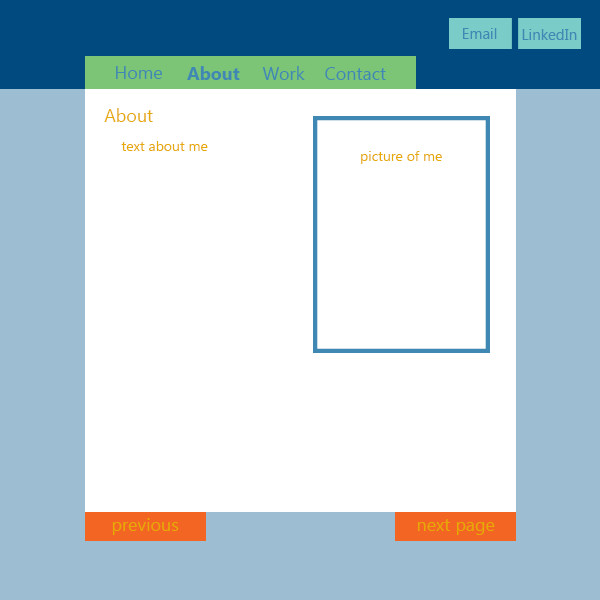 Email LinkedIn
Home About Work Contact
About
text about me
picture of me
previous next page